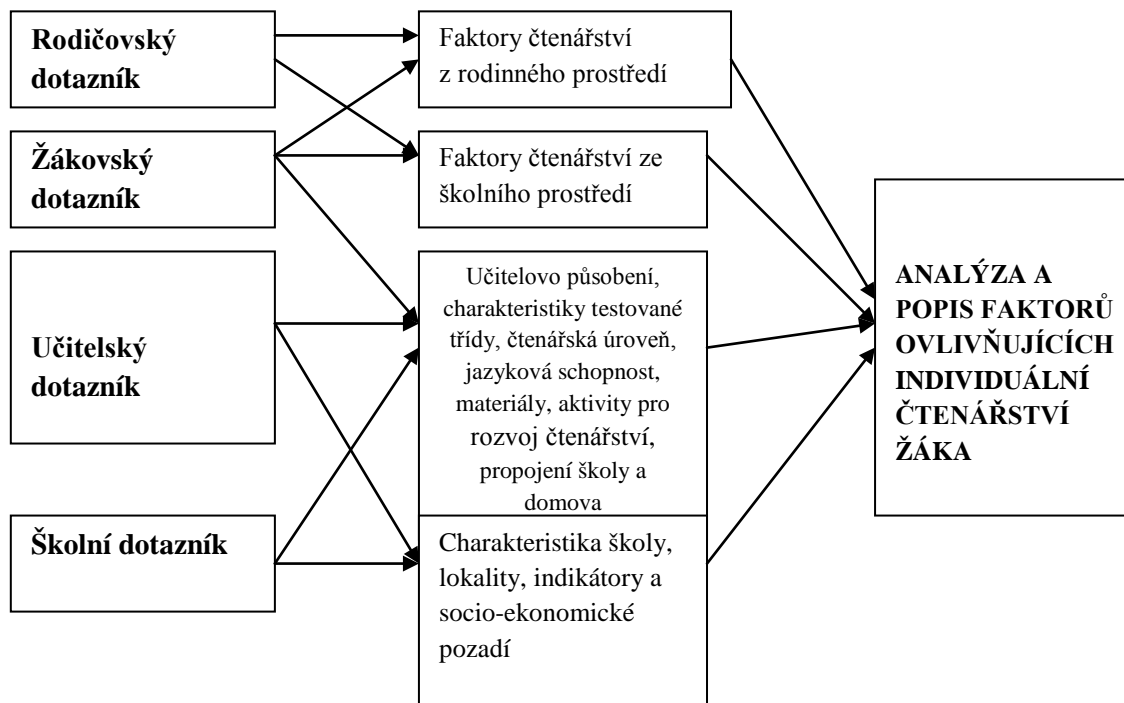 Rodičovský
dotazník
Faktory čtenářství
z rodinného prostředí
Žákovský
dotazník
Faktory čtenářství ze
školního prostředí
Učitelský
dotazník
Učitelovo působení,
charakteristiky testované
třídy, čtenářská úroveň,
jazyková schopnost,
materiály, aktivity pro
rozvoj čtenářství,
propojení školy a
domova
Školní dotazník
Charakteristika školy,
lokality, indikátory a
socio-ekonomické
pozadí
ANALÝZA A
POPIS FAKTORŮ
OVLIVŇUJÍCÍCH
INDIVIDUÁLNÍ
ČTENÁŘSTVÍ
ŽÁKA